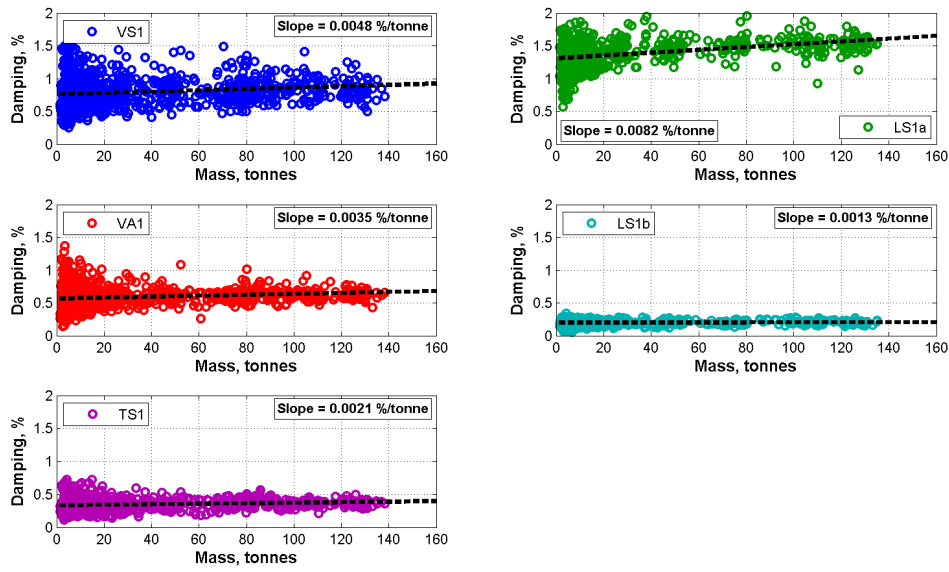 2
1.5
1
0.5
0
Damping, %
VS1
Slope = 0.0048 %/tonne
0 20 40 60 80 100 120 140 160
Mass, tonnes
2
1.5
1
0.5
0
Damping, %
Slope = 0.0082 %/tonne
LS1a
0 20 40 60 80 100 120 140 160
Mass, tonnes
2
1.5
1
0.5
0
Damping, %
VA1
Slope = 0.0035 %/tonne
0 20 40 60 80 100 120 140 160
Mass, tonnes
2
1.5
1
0.5
0
Damping, %
LS1b
Slope = 0.0013 %/tonne
0 20 40 60 80 100 120 140 160
Mass, tonnes
2
1.5
1
0.5
0
Damping, %
TS1
Slope = 0.0021 %/tonne
0 20 40 60 80 100 120 140 160
Mass, tonnes